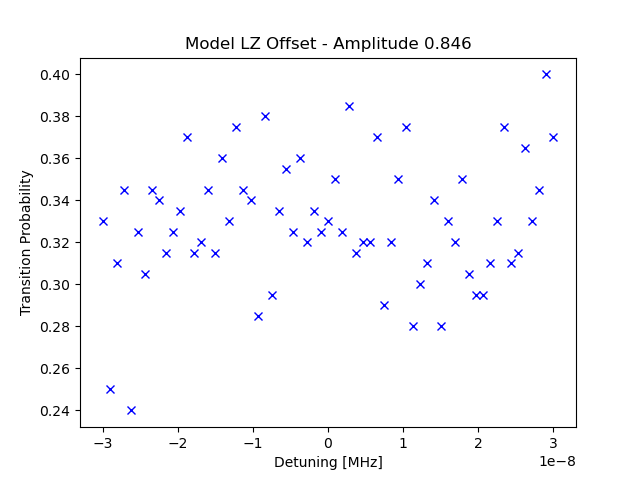 Model LZ Offset - Amplitude 0.846
Transition Probability
0.40
0.38
0.36
0.34
0.32
0.30
0.28
0.26
0.24
−3 −2 −1 0 1 2 3
1e−8
Detuning [MHz]